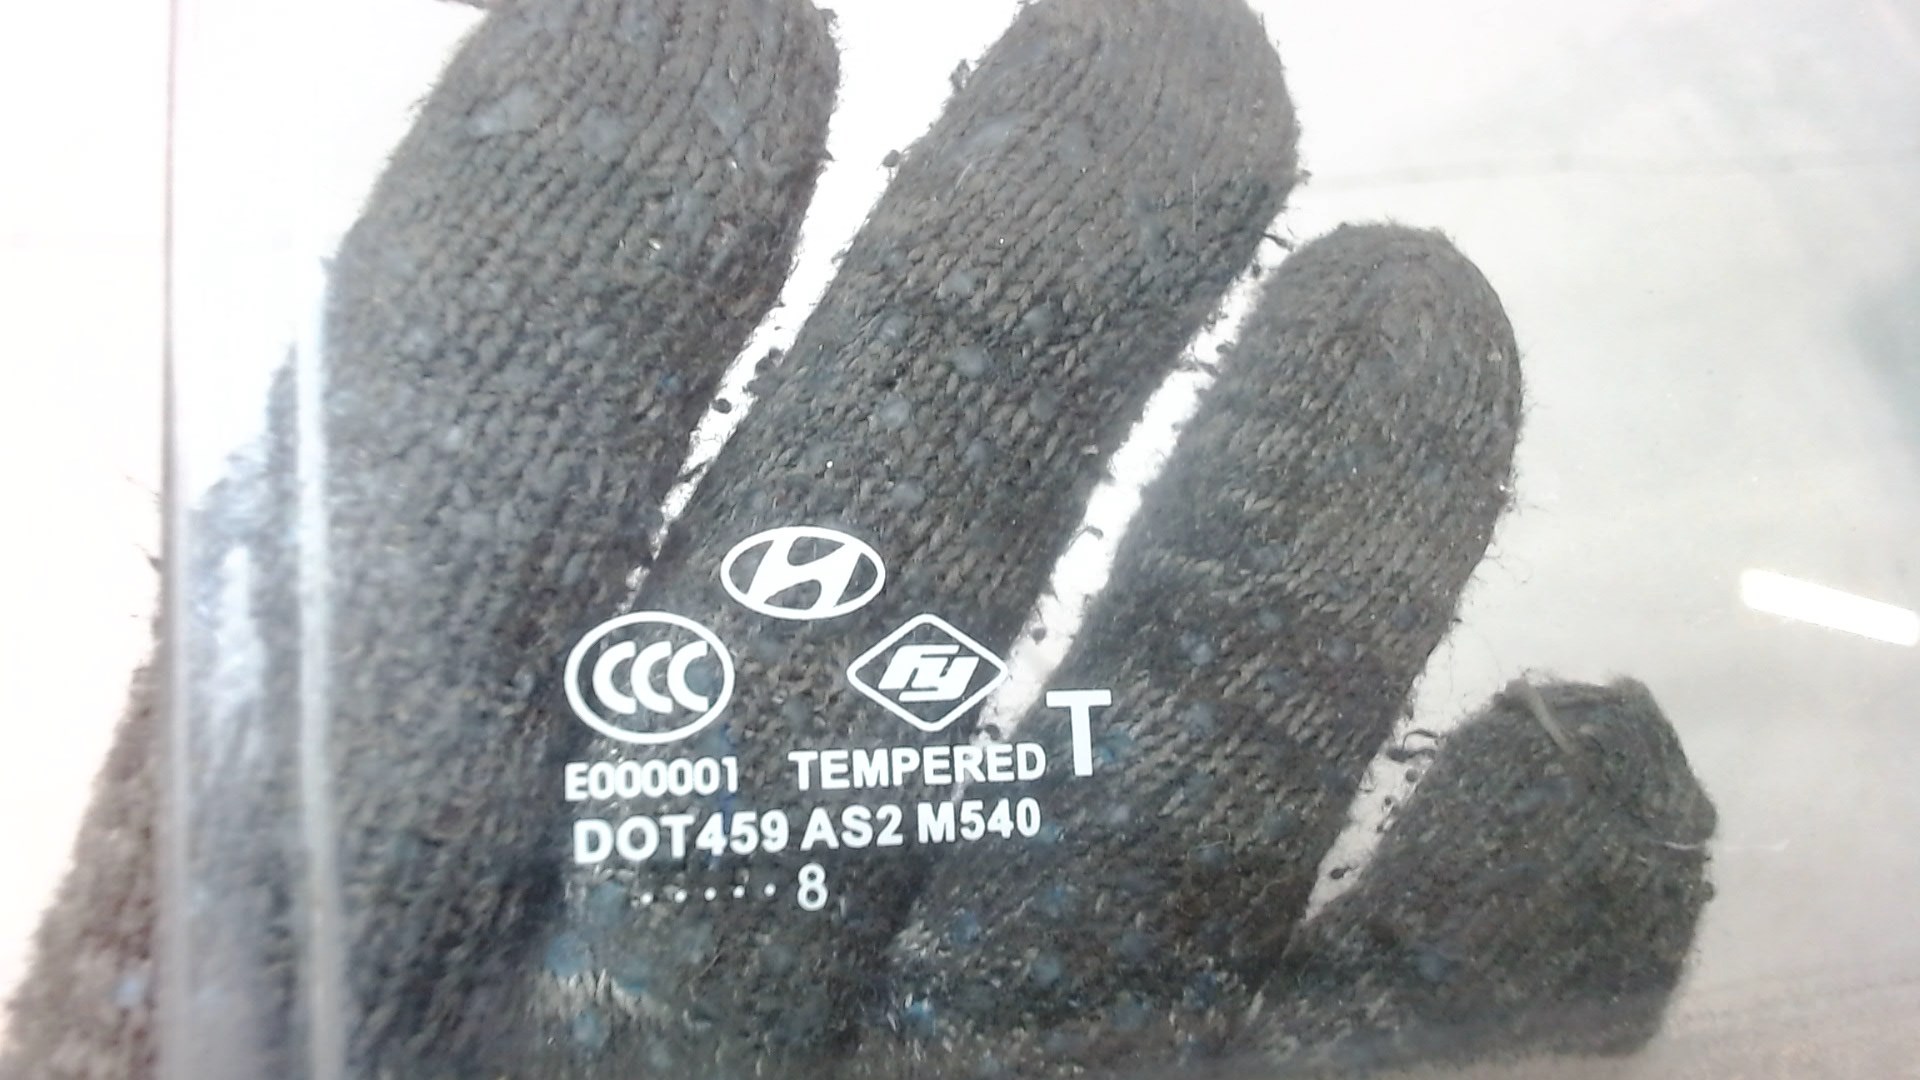 CCC
fy
T
E000001 TEMPERED
DOT459 AS2 M540
·····8